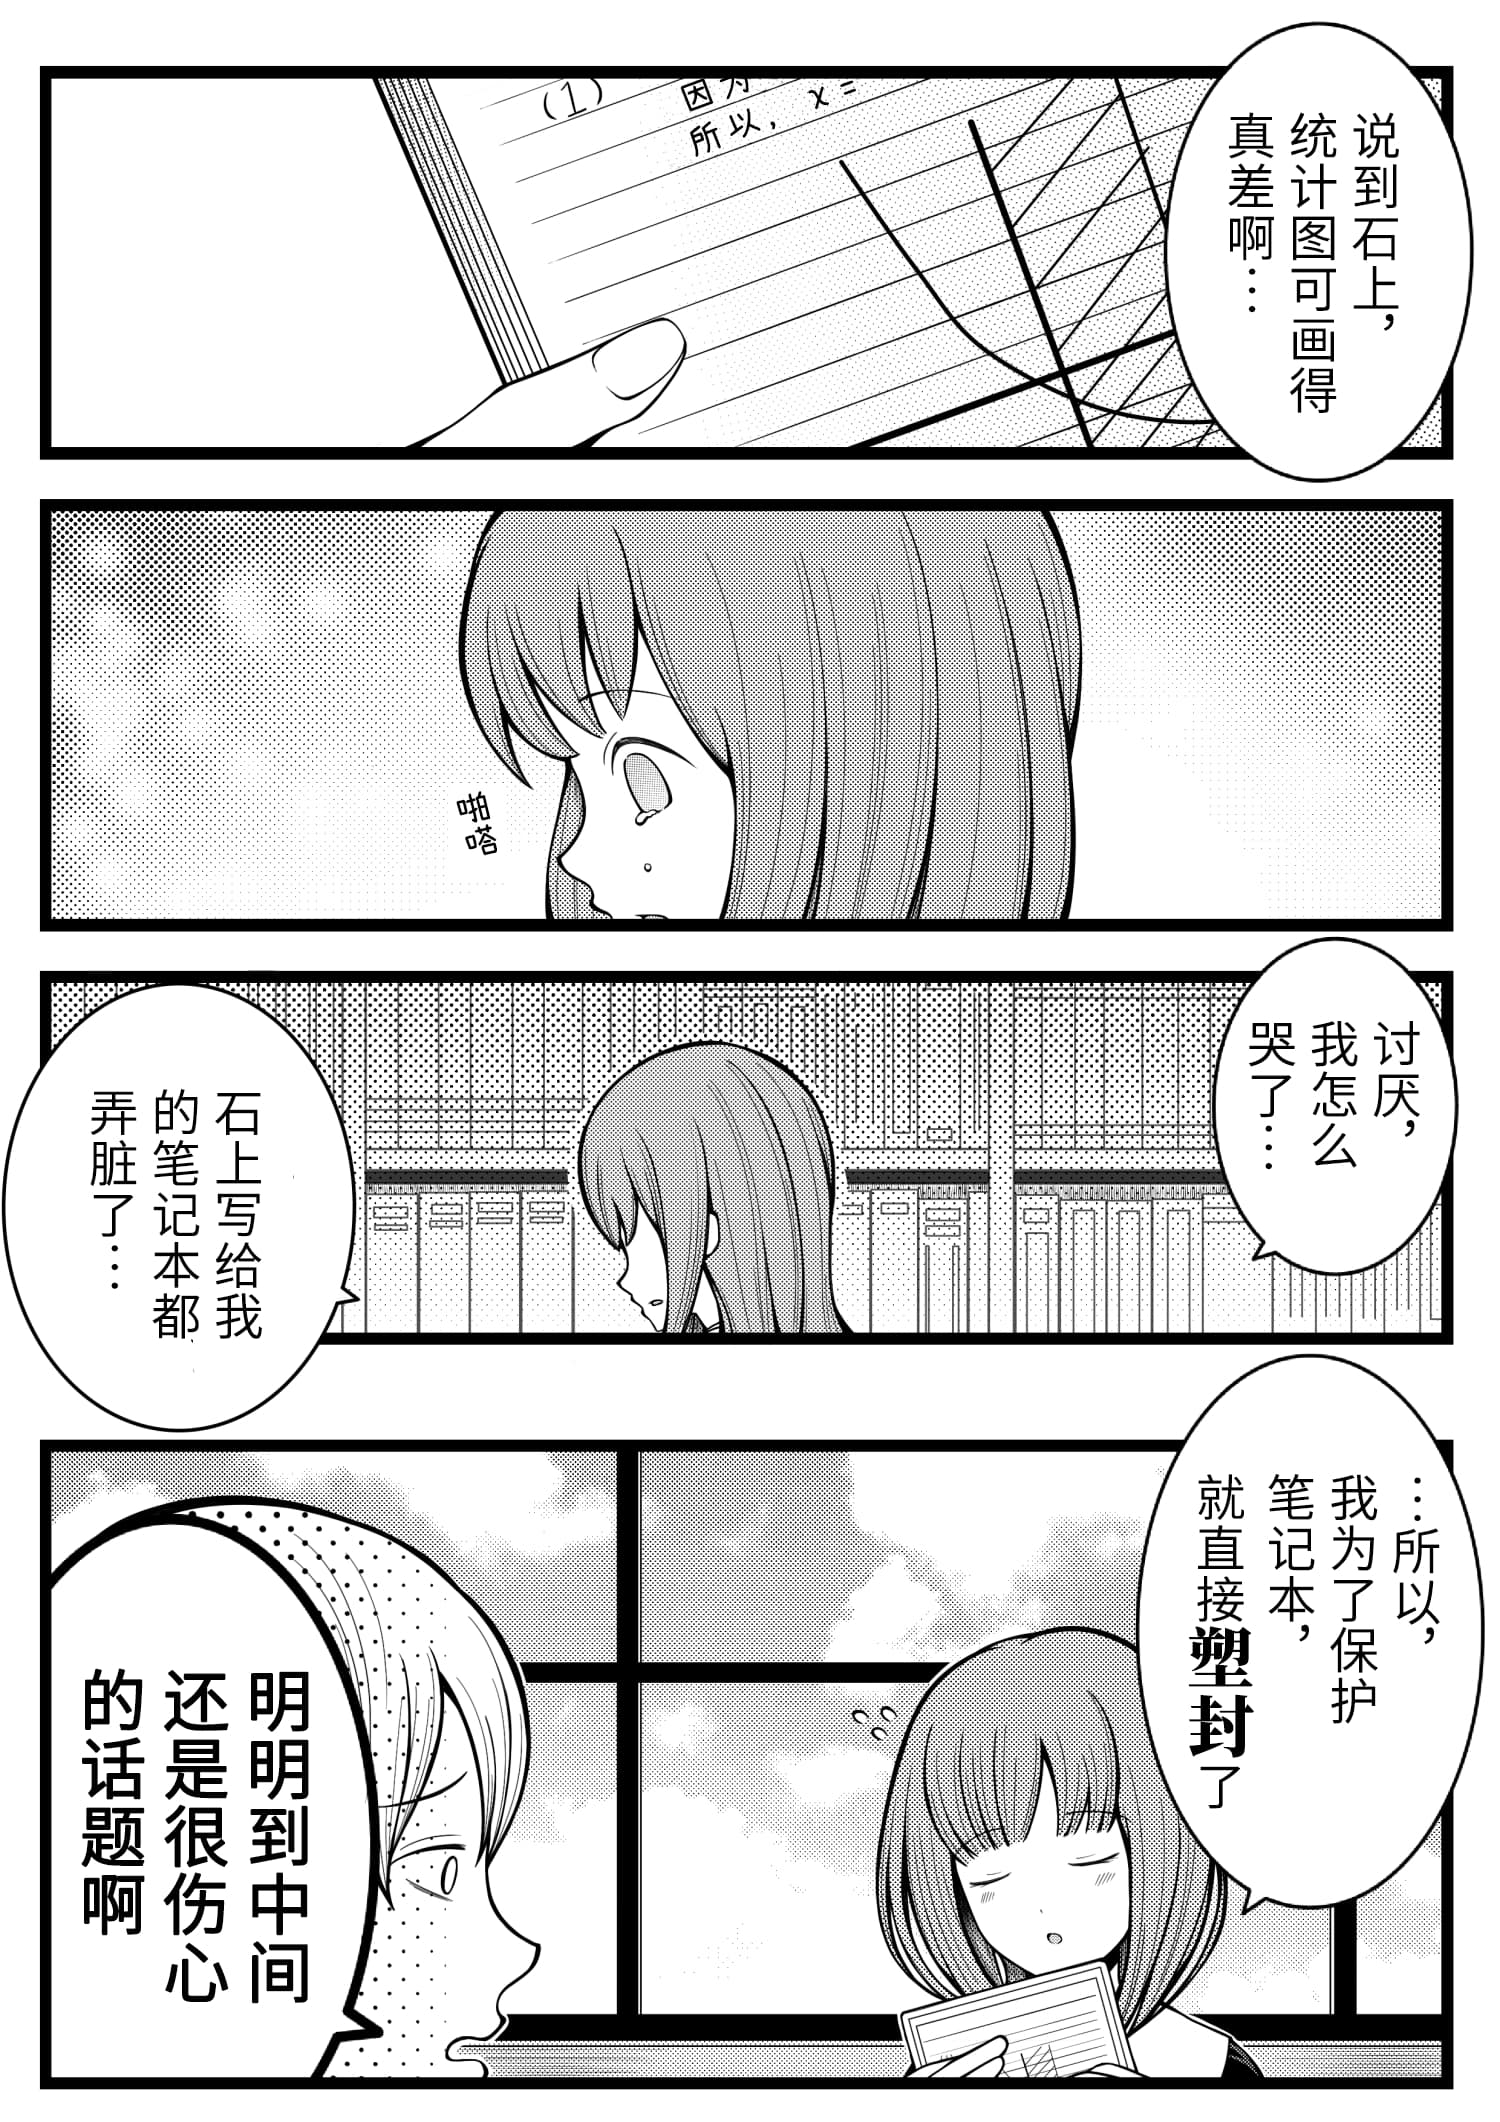 说到石上，
统计图可画得
真差啊…
(1)
因为
所以，x=
啪嗒
讨厌，
我怎么
哭了…
石上写给我
的笔记本都
弄脏了…
…所以，
我为了保护
笔记本，
就直接塑封了
明明到中间
还是很伤心
的话题啊